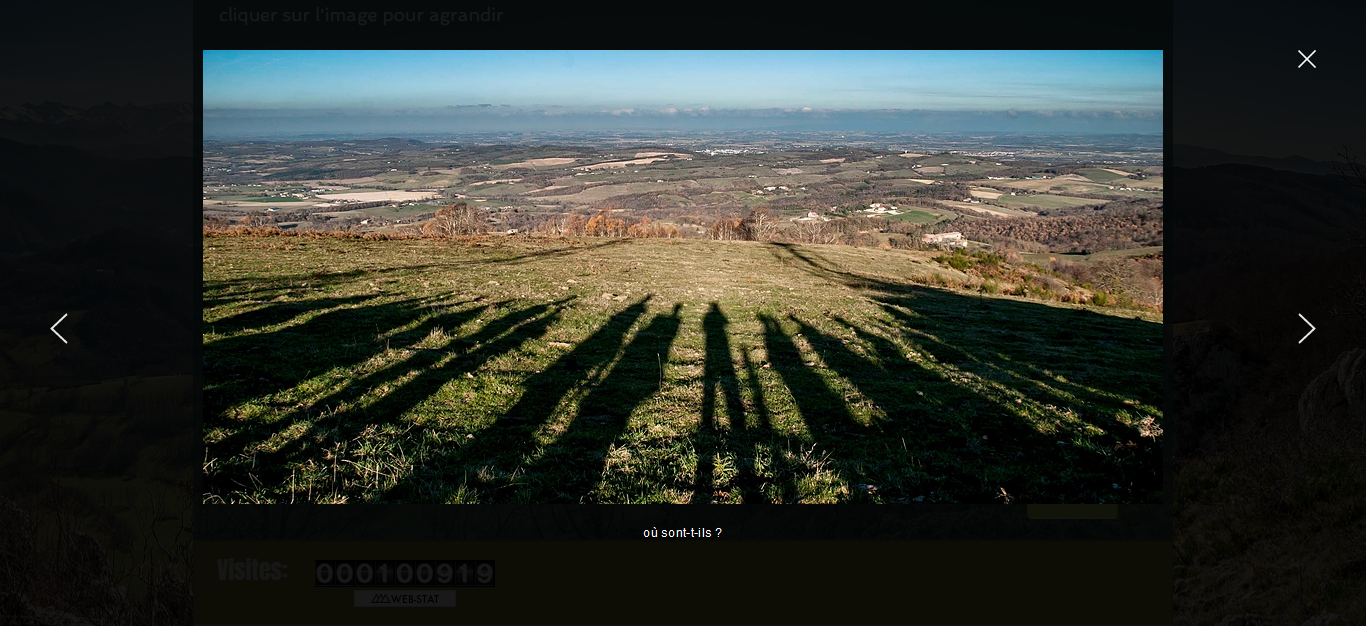 cliquer sur l'image pour agrandir
où sont-t-ils ?
Visites:
000100919
WEB-STAT